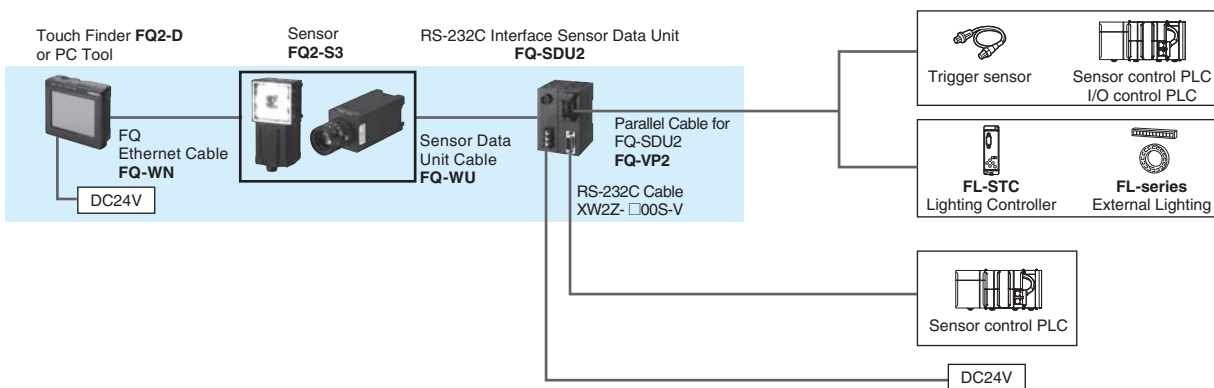 Touch Finder FQ2-D
or PC Tool
Sensor
FQ2-S3
RS-232C Interface Sensor Data Unit
FQ-SDU2
FQ
Ethernet Cable
FQ-WN
DC24V
Sensor Data
Unit Cable
FQ-WU
Parallel Cable for
FQ-SDU2
FQ-VP2
RS-232C Cable
XW2Z- □00S-V
Trigger sensor
Sensor control PLC
I/O control PLC
FL-STC
Lighting Controller
FL-series
External Lighting
Sensor control PLC
DC24V